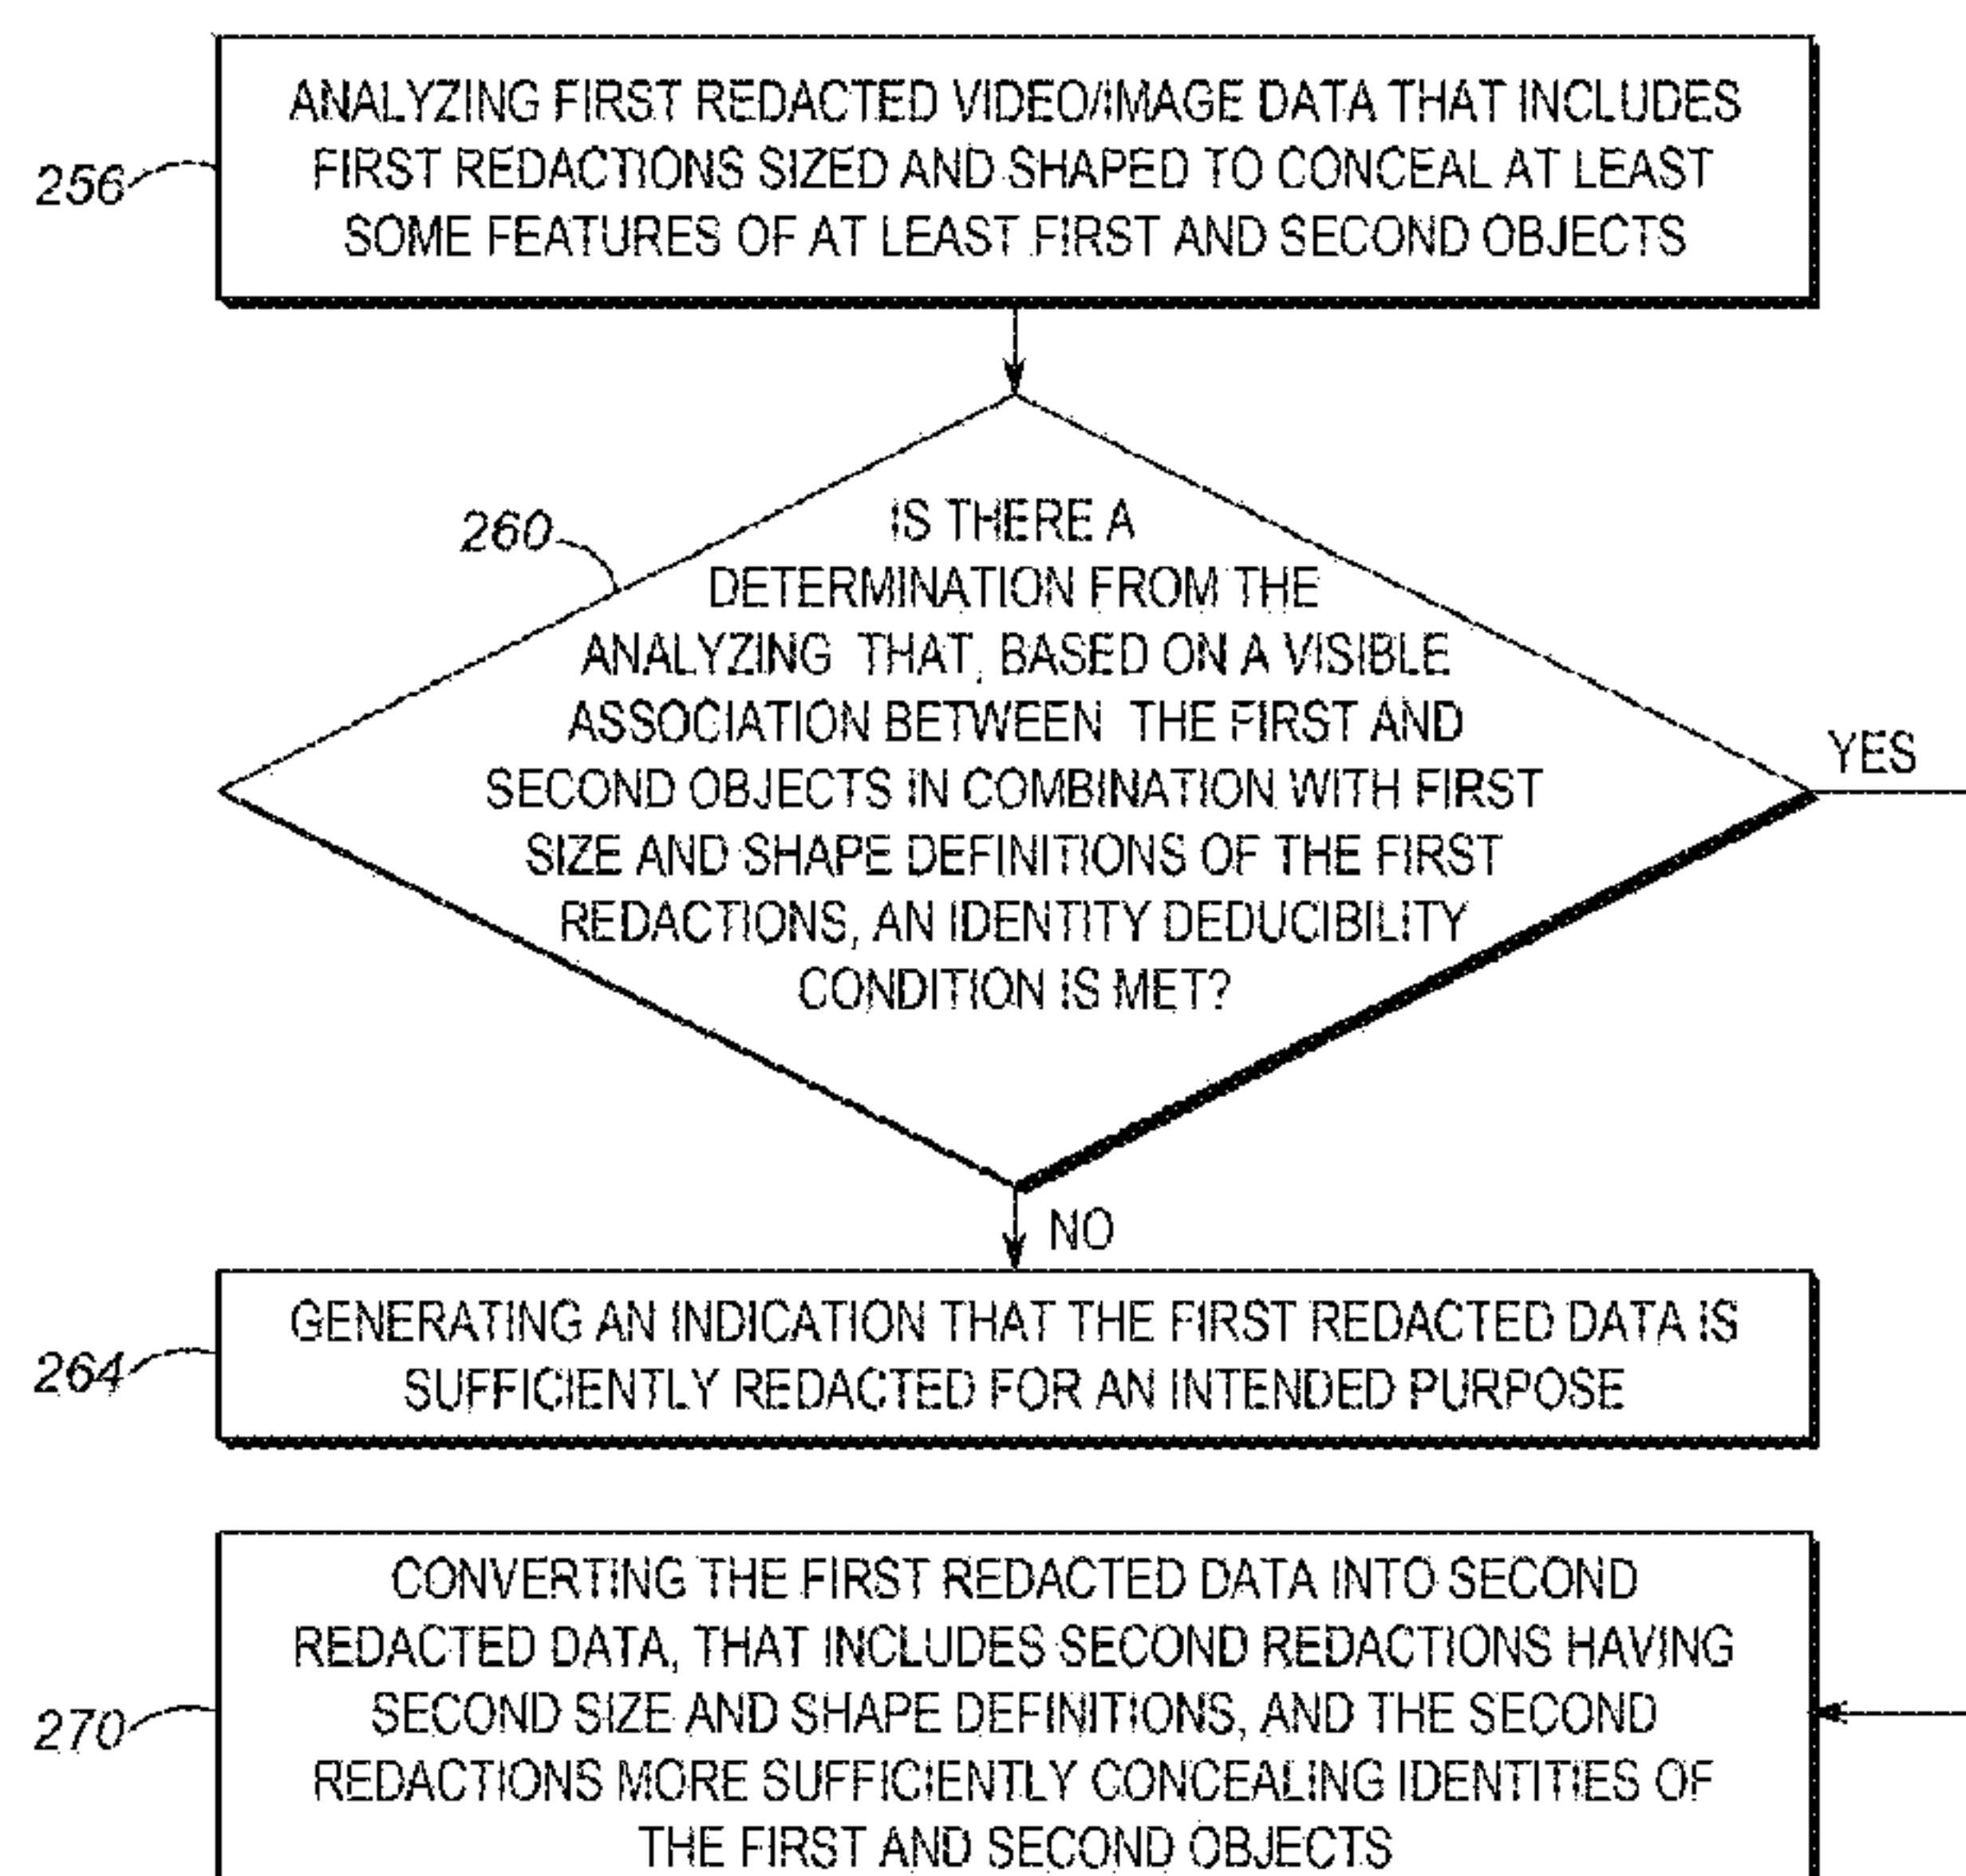 ANALYZING FIRST REDACTED VIDEO/IMAGE DATA THAT INCLUDES
FIRST REDACTIONS SIZED AND SHAPED TO CONCEAL AT LEAST
SOME FEATURES OF AT LEAST FIRST AND SECOND OBJECTS
256
260
IS THERE A
DETERMINATION FROM THE
ANALYZING THAT, BASED ON A VISIBLE
ASSOCIATION BETWEEN THE FIRST AND
SECOND OBJECTS IN COMBINATION WITH FIRST
SIZE AND SHAPE DEFINITIONS OF THE FIRST
REDACTIONS, AN IDENTITY DEDUCIBILITY
CONDITION IS MET?
YES
NO
GENERATING AN INDICATION THAT THE FIRST REDACTED DATA IS
SUFFICIENTLY REDACTED FOR AN INTENDED PURPOSE
264
CONVERTING THE FIRST REDACTED DATA INTO SECOND
REDACTED DATA, THAT INCLUDES SECOND REDACTIONS HAVING
SECOND SIZE AND SHAPE DEFINITIONS, AND THE SECOND
REDACTIONS MORE SUFFICIENTLY CONCEALING IDENTITIES OF
THE FIRST AND SECOND OBJECTS
270